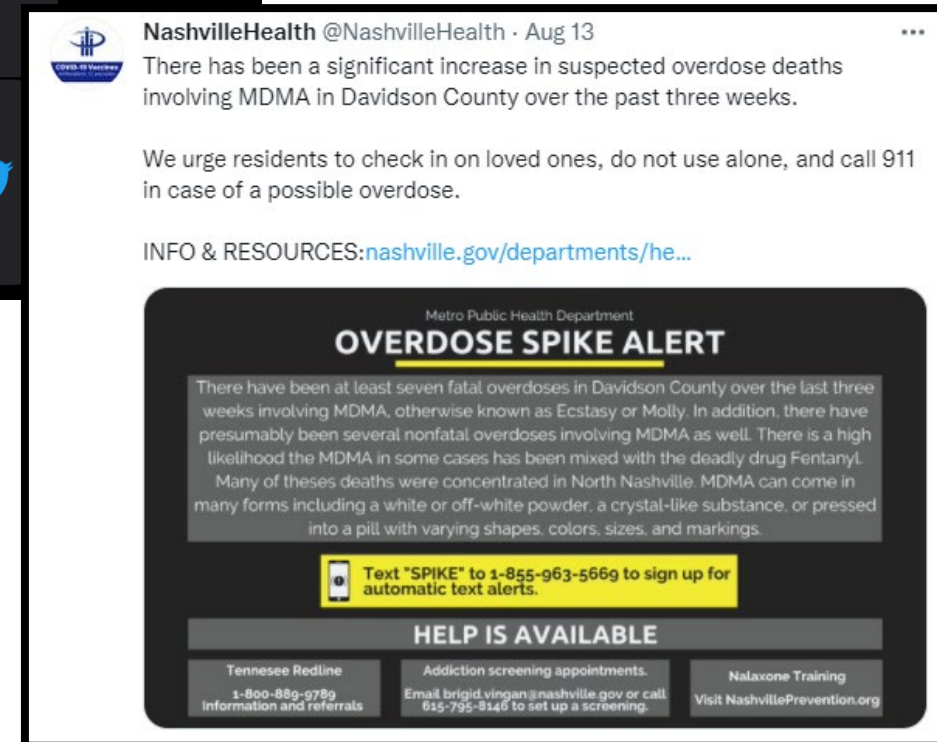 NashvilleHealth @NashvilleHealth · Aug 13
COVID-19 Vaccines
There has been a significant increase in suspected overdose deaths
involving MDMA in Davidson County over the past three weeks.
We urge residents to check in on loved ones, do not use alone, and call 911
in case of a possible overdose.
INFO & RESOURCES:nashville.gov/departments/he...
Metro Public Health Department
OVERDOSE SPIKE ALERT
There have been at least seven fatal overdoses in Davidson County over the last three
weeks involving MDMA, otherwise known as Ecstasy or Molly. In addition, there have
presumably been several nonfatal overdoses involving MDMA as well. There is a high
likelihood the MDMA in some cases has been mixed with the deadly drug Fentanyl.
Many of theses deaths were concentrated in North Nashville. MDMA can come in
many forms including a white or off-white powder, a crystal-like substance, or pressed
into a pill with varying shapes, colors, sizes, and markings.
Text "SPIKE" to 1-855-963-5669 to sign up for
automatic text alerts.
HELP IS AVAILABLE
Tennesee Redline
1-800-889-9789
Information and referrals
Addiction screening appointments.
Email brigid.vingan@nashville.gov or call
615-795-8146 to set up a screening.
Nalaxone Training
Visit NashvillePrevention.org